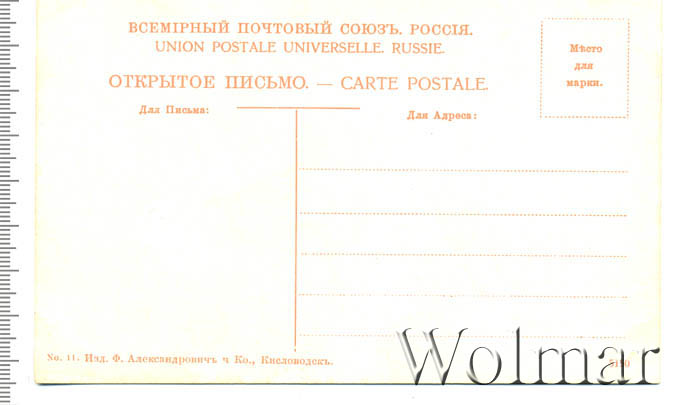 ВСЕМІРНЫЙ ПОЧТОВЫЙ СОЮЗЪ. РОССІЯ.
UNION POSTALE UNIVERSELLE. RUSSIE.
ОТКРЫТОЕ ПИСЬМО. — CARTE POSTALE.
Мѣсто
для
марки.
Для Письма:
Для Адреса:
No. 11. Изд. Ф. Александровичъ ч Ко., Кисловодскъ.
Wolmar